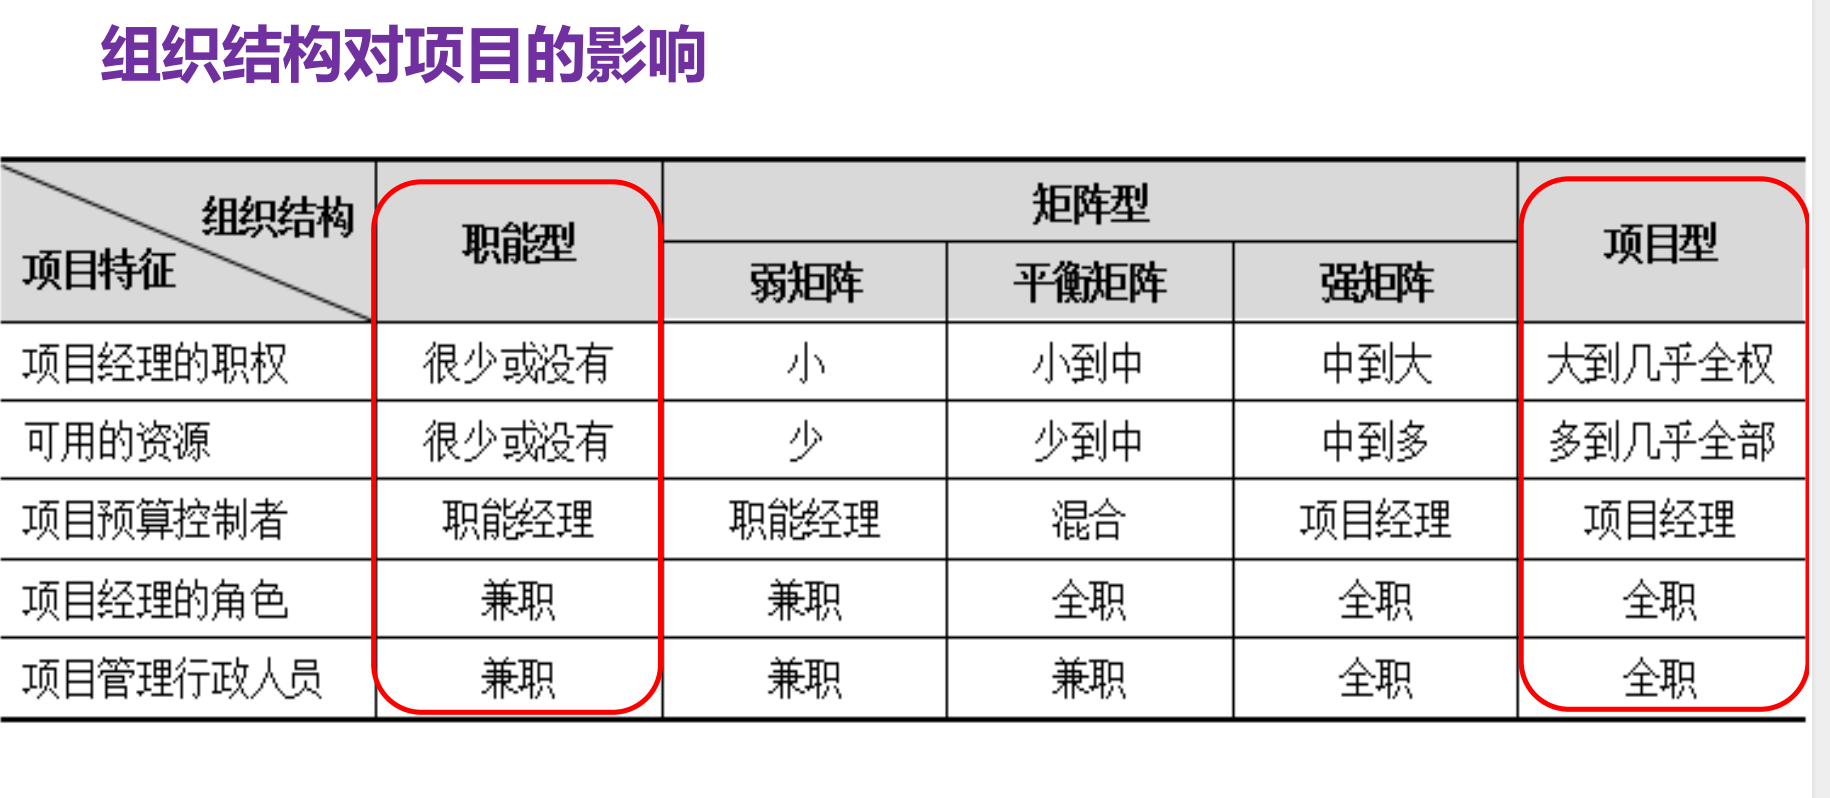 组织结构对项目的影响
组织结构
项目特征
职能型
矩阵型
项目型
弱矩阵 平衡矩阵 强矩阵
项目经理的职权 很少或没有 小 小到中 中到大 大到几乎全权
可用的资源 很少或没有 少 少到中 中到多 多到几乎全部
项目预算控制者 职能经理 职能经理 混合 项目经理 项目经理
项目经理的角色 兼职 兼职 全职 全职 全职
项目管理行政人员 兼职 兼职 兼职 全职 全职